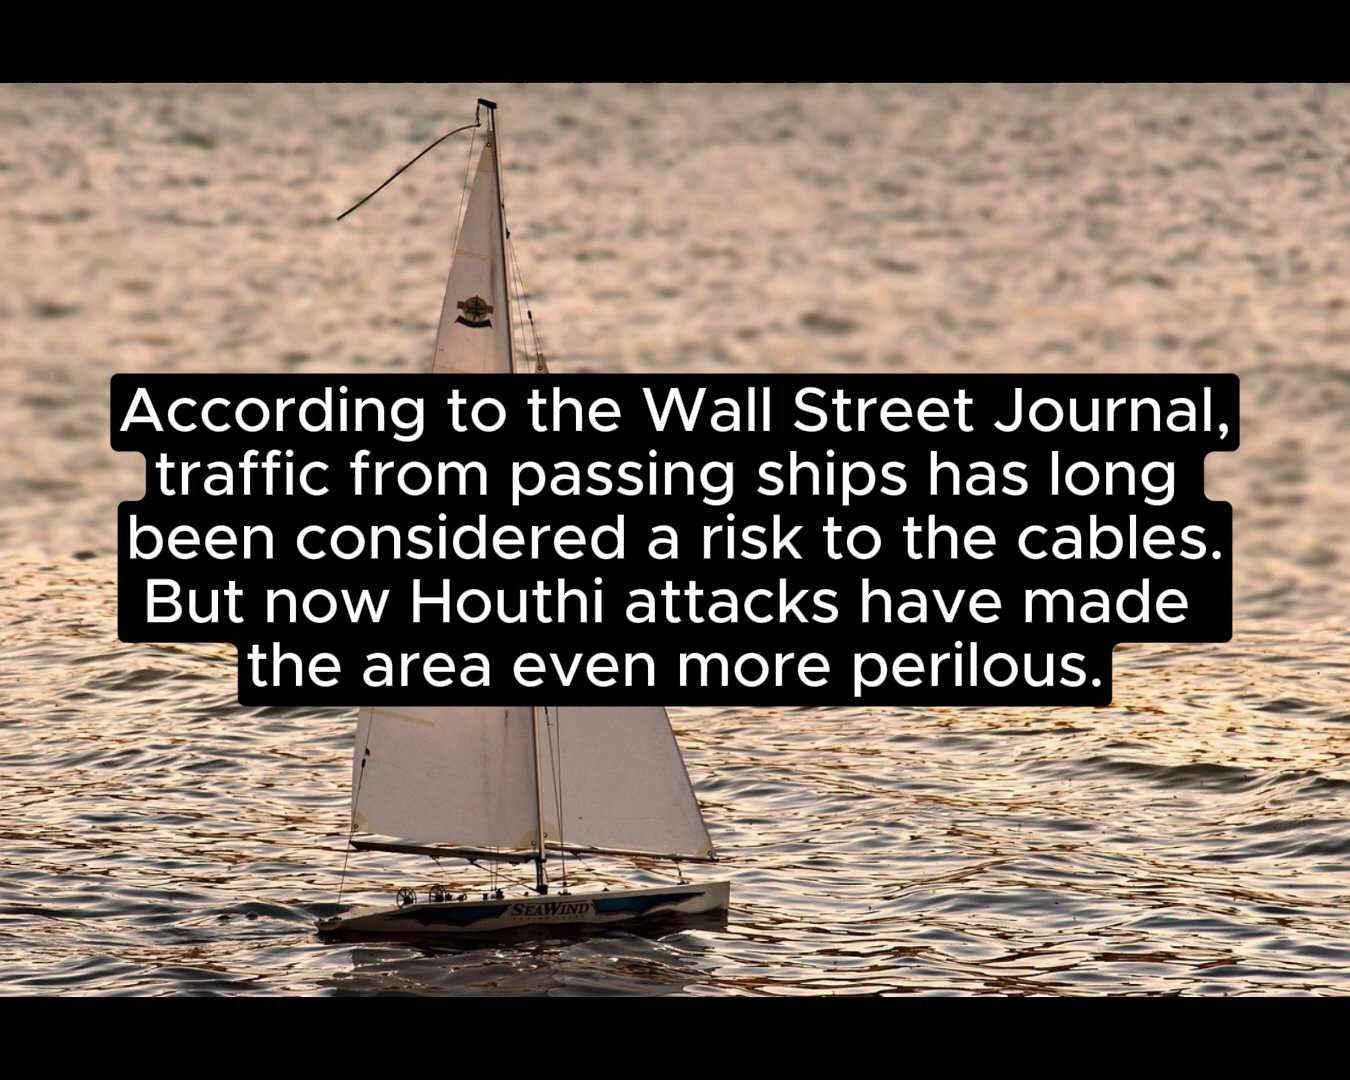 According to the Wall Street Journal,
traffic from passing ships has long
been considered a risk to the cables.
But now Houthi attacks have made
the area even more perilous.
SEAWIND